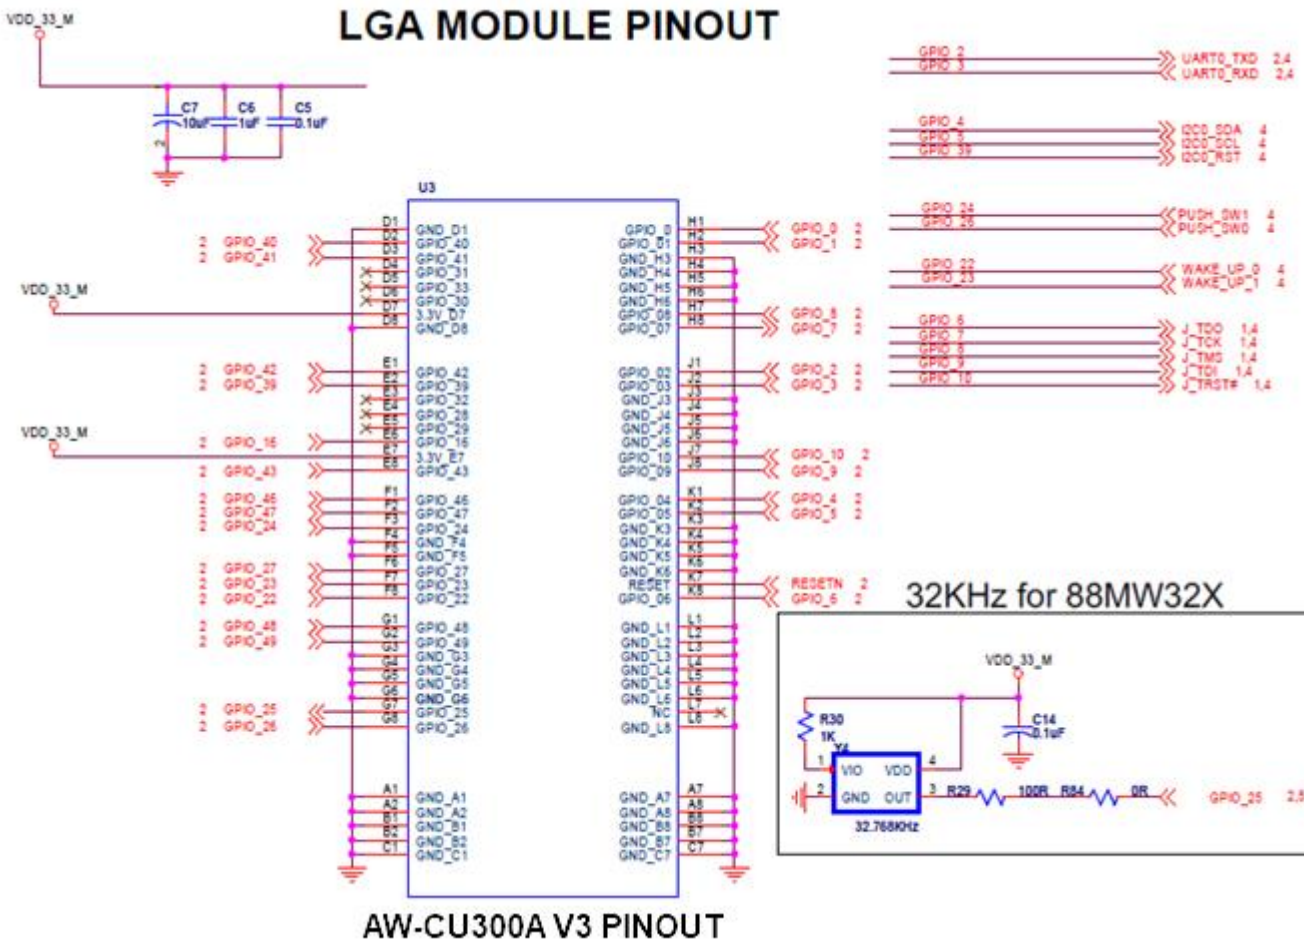 LGA MODULE PINOUT
VDD_33_M
C7
10uF
2
C6
1uF
C5
0.1uF
GPIO_2 UART0_TXD 2,4
GPIO_3 UART0_RXD 2,4
GPIO_4 I2C0_SDA 4
GPIO_5 I2C0_SCL 4
GPIO_39 I2C0_RST 4
GPIO_24 PUSH_SW1 4
GPIO_26 PUSH_SW0 4
GPIO_22 WAKE_UP_0 4
GPIO_23 WAKE_UP_1 4
GPIO_6 J_TDO 1,4
GPIO_7 J_TCK 1,4
GPIO_8 J_TMS 1,4
GPIO_9 J_TDI 1,4
GPIO_10 J_TRST# 1,4
U3
D1 GND_D1 GPIO_0 H1 GPIO_0 2
2 GPIO_40 D2 GPIO_40 GPIO_01 H2 GPIO_1 2
2 GPIO_41 D3 GPIO_41 GND_H3 H3
D4 GPIO_31 GND_H4 H4
D5 GPIO_33 GND_H5 H5
D6 GPIO_30 GND_H6 H6
VDD_33_M
D7 3.3V_D7 GPIO_08 H7 GPIO_8 2
D8 GND_D8 GPIO_07 H8 GPIO_7 2
2 GPIO_42 E1 GPIO_42 GPIO_02 J1 GPIO_2 2
2 GPIO_39 E2 GPIO_39 GPIO_03 J2 GPIO_3 2
E3 GPIO_32 GND_J3 J3
E4 GPIO_28 GND_J4 J4
E5 GPIO_29 GND_J5 J5
VDD_33_M
2 GPIO_16 E6 GPIO_16 GND_J6 J6
E7 3.3V_E7 GPIO_10 J7 GPIO_10 2
2 GPIO_43 E8 GPIO_43 GPIO_09 J8 GPIO_9 2
2 GPIO_46 F1 GPIO_46 GPIO_04 K1 GPIO_4 2
2 GPIO_47 F2 GPIO_47 GPIO_05 K2 GPIO_5 2
2 GPIO_24 F3 GPIO_24 GND_K3 K3
F4 GND_F4 GND_K4 K4
F5 GND_F5 GND_K5 K5
2 GPIO_27 F6 GPIO_27 GND_K6 K6
2 GPIO_23 F7 GPIO_23 RESET K7 RESETN 2
2 GPIO_22 F8 GPIO_22 GPIO_06 K8 GPIO_6 2
2 GPIO_48 G1 GPIO_48 GND_L1 L1
2 GPIO_49 G2 GPIO_49 GND_L2 L2
G3 GND_G3 GND_L3 L3
G4 GND_G4 GND_L4 L4
G5 GND_G5 GND_L5 L5
G6 GND_G6 GND_L6 L6
2 GPIO_25 G7 GPIO_25 NC L7
2 GPIO_26 G8 GPIO_26 GND_L8 L8
A1 GND_A1 GND_A7 A7
A2 GND_A2 GND_A8 A8
B1 GND_B1 GND_B8 B8
B2 GND_B2 GND_B7 B7
C1 GND_C1 GND_C7 C7
AW-CU300A V3 PINOUT
32KHz for 88MW32X
VDD_33_M
R30
1K
C14
0.1uF
Y4
1 VIO VDD 4
2 GND OUT 3 R29 100R R84 0R GPIO_25
32.768KHz